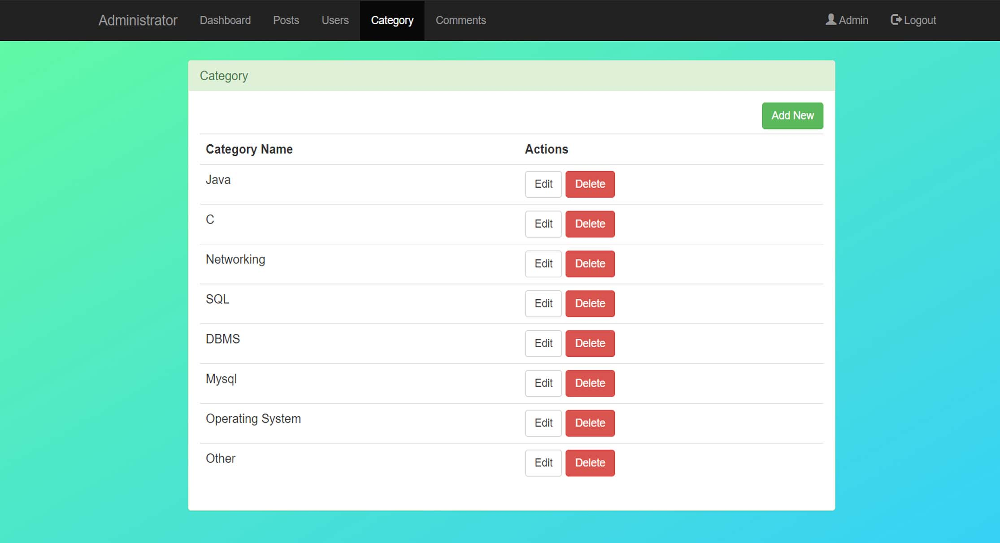 Administrator Dashboard Posts Users Category Comments Admin Logout
Category
Add New
Category Name Actions
Java Edit Delete
C Edit Delete
Networking Edit Delete
SQL Edit Delete
DBMS Edit Delete
Mysql Edit Delete
Operating System Edit Delete
Other Edit Delete